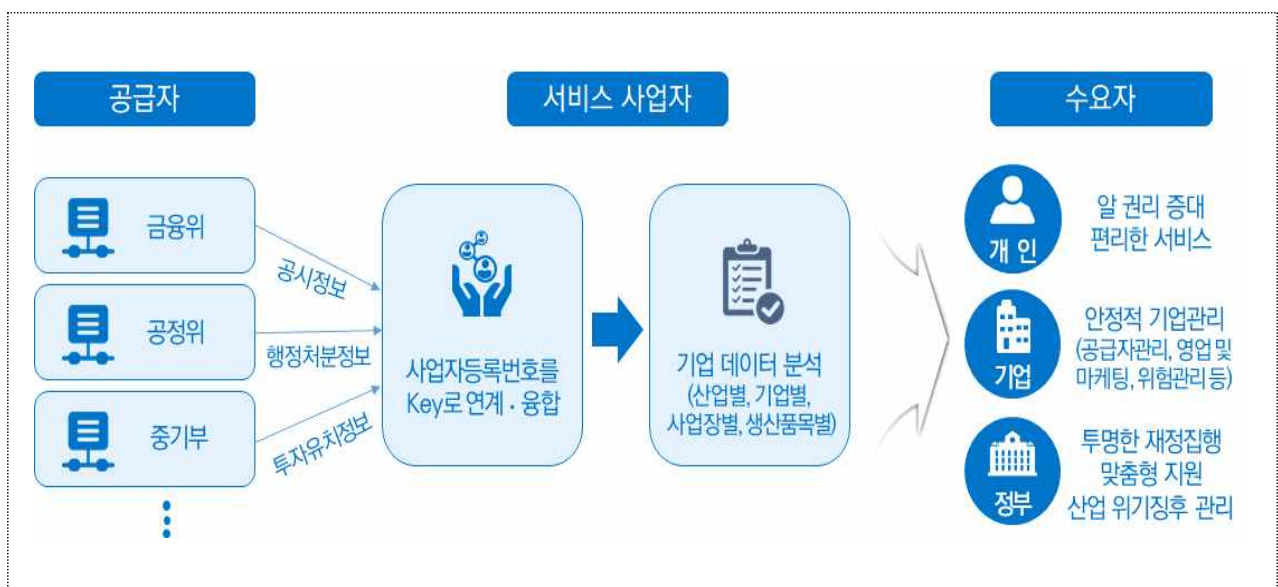 공급자
서비스 사업자
수요자
금융위
공정위
중기부
공시정보
행정처분정보
투자유치정보
사업자등록번호를
Key로 연계 · 융합
기업 데이터 분석
(산업별, 기업별,
사업장별, 생산품목별)
개 인
알 권리 증대
편리한 서비스
기업
안정적 기업관리
(공급자관리, 영업 및
마케팅, 위험관리 등)
정부
투명한 재정집행
맞춤형 지원
산업 위기징후 관리